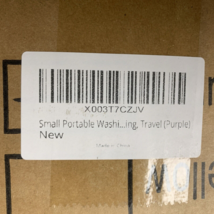 X003T7CZJV
Small Portable Washi...ing, Travel (Purple)
New